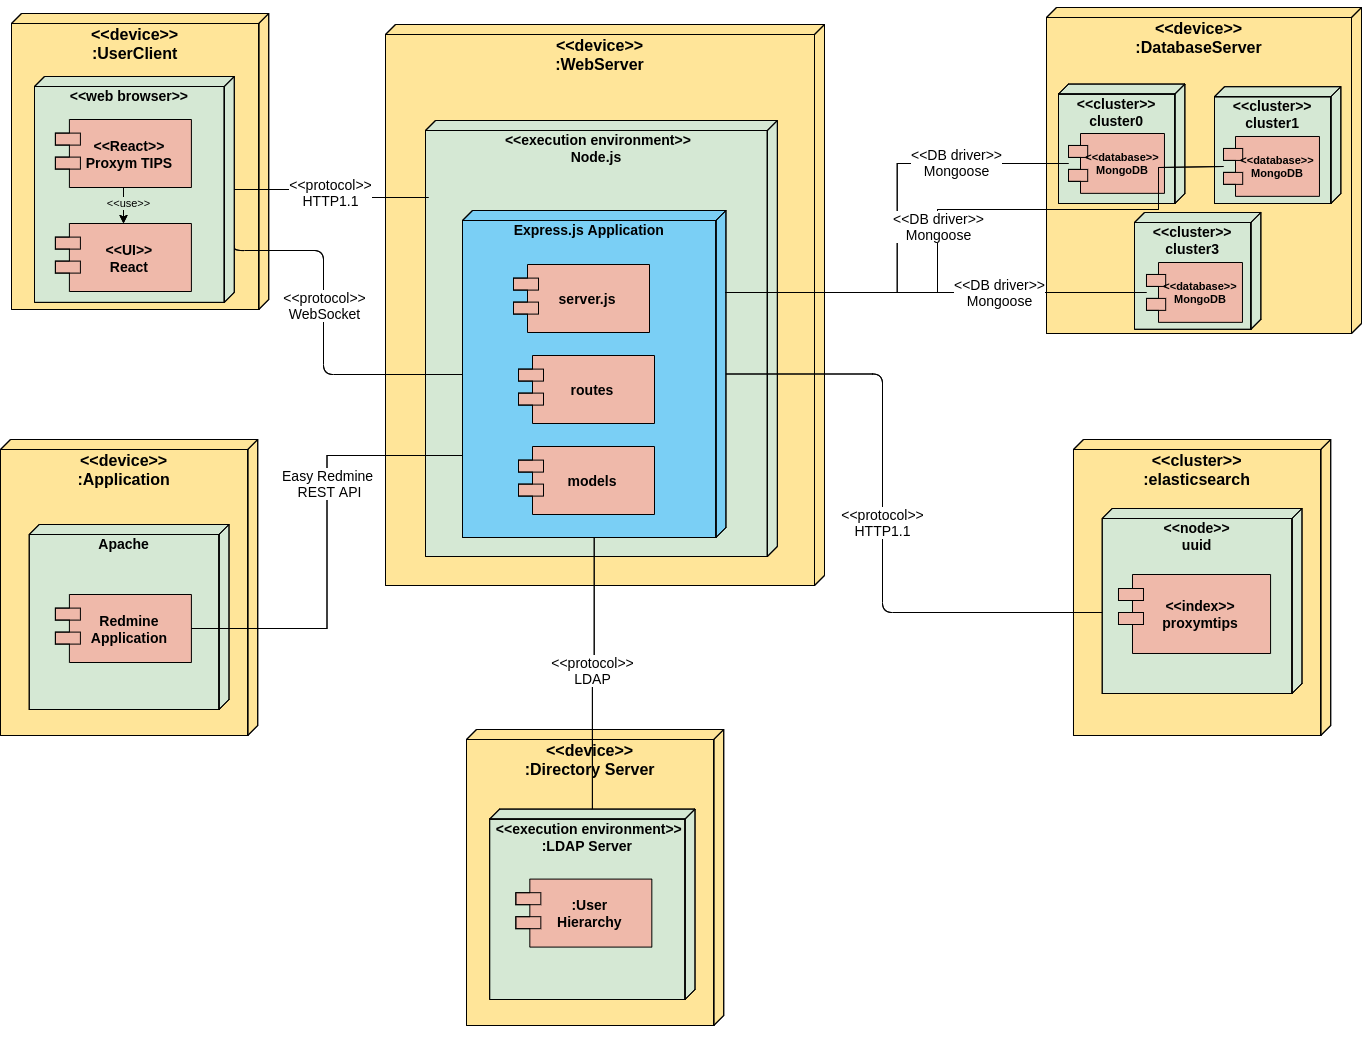 <<device>>
:UserClient
<<web browser>>
<<React>>
Proxym TIPS
<<use>>
<<UI>>
React
<<protocol>>
HTTP1.1
<<protocol>>
WebSocket
<<device>>
:WebServer
<<execution environment>>
Node.js
Express.js Application
server.js
routes
models
<<DB driver>>
Mongoose
<<DB driver>>
Mongoose
<<DB driver>>
Mongoose
<<device>>
:DatabaseServer
<<cluster>>
cluster0
<<database>>
MongoDB
<<cluster>>
cluster1
<<database>>
MongoDB
<<cluster>>
cluster3
<<database>>
MongoDB
<<device>>
:Application
Apache
Redmine
Application
Easy Redmine
REST API
<<protocol>>
HTTP1.1
<<cluster>>
:elasticsearch
<<node>>
uuid
<<index>>
proxymtips
<<protocol>>
LDAP
<<device>>
:Directory Server
<<execution environment>>
:LDAP Server
:User
Hierarchy